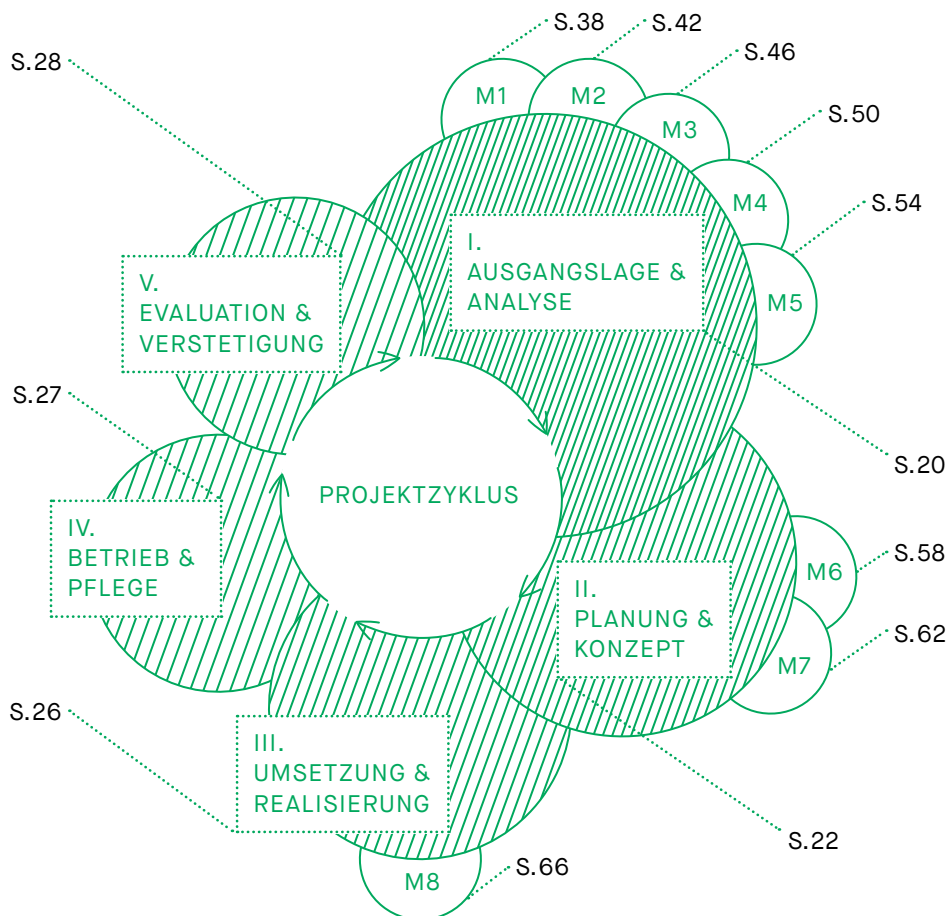 S.38
S.42
S.28
S.46
M1
M2
M3
S.50
M4
S.54
I.
AUSGANGSLAGE &
ANALYSE
V.
EVALUATION &
VERSTETIGUNG
M5
S.27
S.20
PROJEKTZYKLUS
IV.
BETRIEB &
PFLEGE
S.58
M6
II.
PLANUNG &
KONZEPT
S.62
M7
S.26
III.
UMSETZUNG &
REALISIERUNG
S.22
S.66
M8